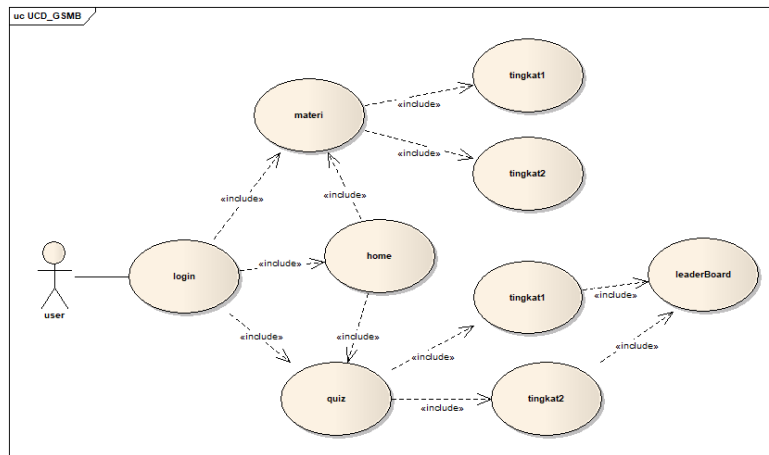 uc UCD_GSMB
tingkat1
«include»
materi
«include»
tingkat2
«include»
«include»
user
login
«include»
home
tingkat1
«include»
leaderBoard
«include»
«include»
«include»
«include»
quiz
«include»
tingkat2